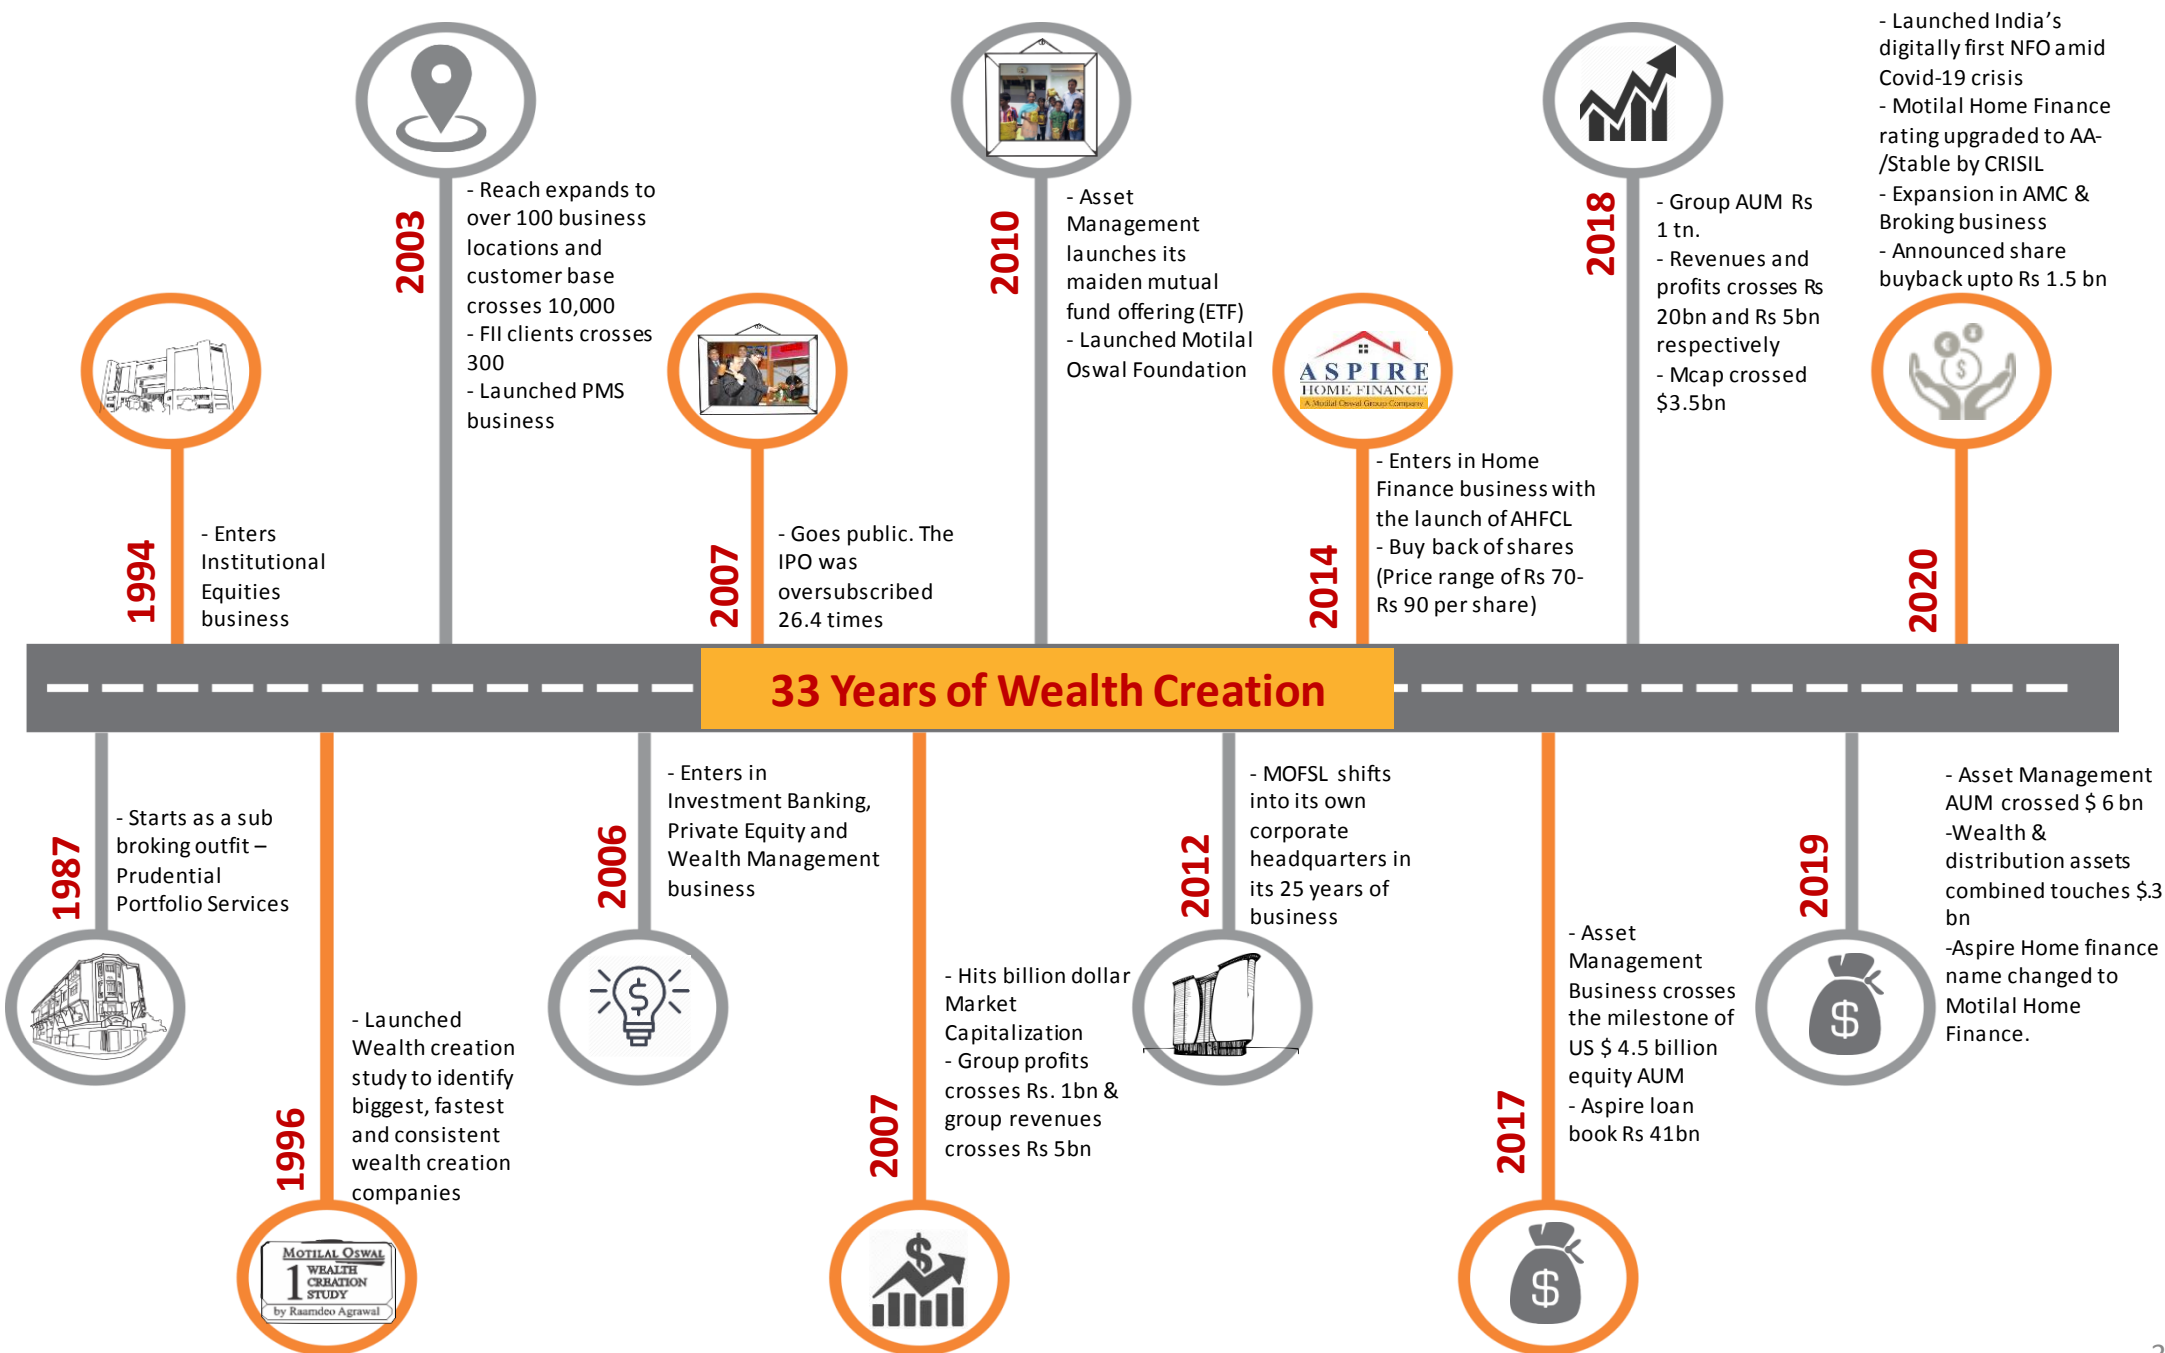 - Launched India’s
digitally first NFO amid
Covid-19 crisis
- Motilal Home Finance
rating upgraded to AA-
/Stable by CRISIL
- Expansion in AMC &
Broking business
- Announced share
buyback upto Rs 1.5 bn
2003
- Reach expands to
over 100 business
locations and
customer base
crosses 10,000
- FII clients crosses
300
- Launched PMS
business
2010
- Asset
Management
launches its
maiden mutual
fund offering (ETF)
- Launched Motilal
Oswal Foundation
2018
- Group AUM Rs
1 tn.
- Revenues and
profits crosses Rs
20bn and Rs 5bn
respectively
- Mcap crossed
$3.5bn
1994
- Enters
Institutional
Equities
business
2007
- Goes public. The
IPO was
oversubscribed
26.4 times
ASPIRE
HOME FINANCE
A Motilal Oswal Group Company
2014
- Enters in Home
Finance business with
the launch of AHFCL
- Buy back of shares
(Price range of Rs 70-
Rs 90 per share)
2020
33 Years of Wealth Creation
1987
- Starts as a sub
broking outfit –
Prudential
Portfolio Services
1996
- Launched
Wealth creation
study to identify
biggest, fastest
and consistent
wealth creation
companies
MOTILAL OSWAL
1 WEALTH
CREATION
STUDY
by Raamdeo Agrawal
2006
- Enters in
Investment Banking,
Private Equity and
Wealth Management
business
2007
- Hits billion dollar
Market
Capitalization
- Group profits
crosses Rs. 1bn &
group revenues
crosses Rs 5bn
2012
- MOFSL shifts
into its own
corporate
headquarters in
its 25 years of
business
2017
- Asset
Management
Business crosses
the milestone of
US $ 4.5 billion
equity AUM
- Aspire loan
book Rs 41bn
2019
- Asset Management
AUM crossed $ 6 bn
-Wealth &
distribution assets
combined touches $.3
bn
-Aspire Home finance
name changed to
Motilal Home
Finance.